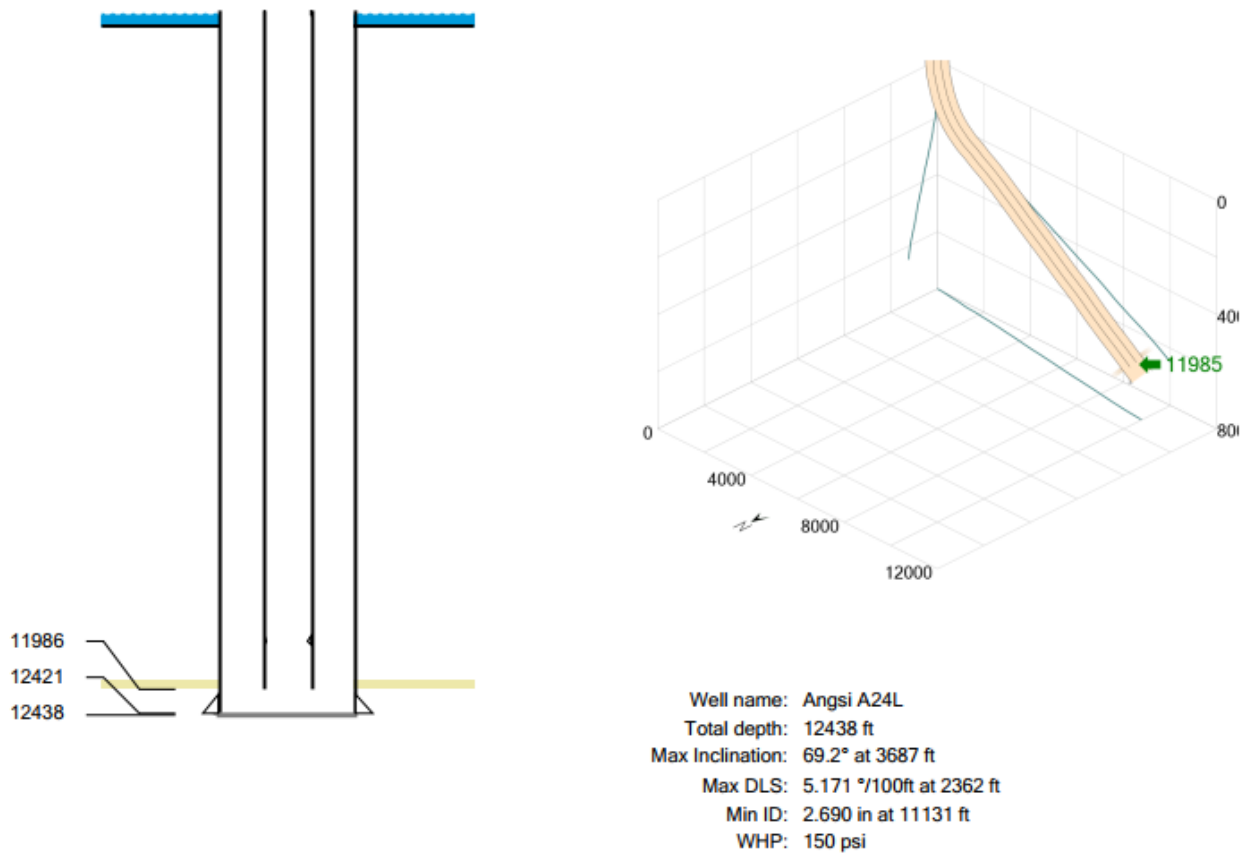 11986
12421
12438
0
400
800
11985
0
4000
8000
12000
N
Well name: Angsi A24L
Total depth: 12438 ft
Max Inclination: 69.2° at 3687 ft
Max DLS: 5.171 °/100ft at 2362 ft
Min ID: 2.690 in at 11131 ft
WHP: 150 psi